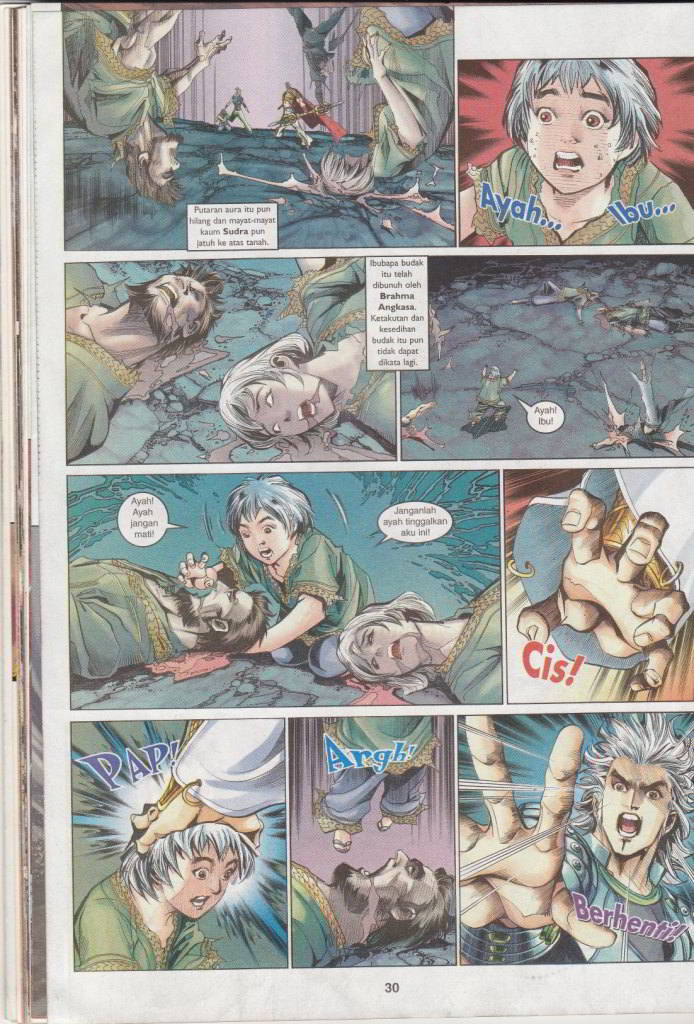 Putaran aura itu pun
hilang dan mayat-mayat
kaum Sudra pun
jatuh ke atas tanah.
Ayah...
Ibu...
Ibubapa budak
itu telah
dibunuh oleh
Brahma
Angkasa.
Ketakutan dan
kesedihan
budak itu pun
tidak dapat
dikata lagi.
Ayah!
Ibu!
Ayah!
Ayah
jangan
mati!
Janganlah
ayah tinggalkan
aku ini!
Cis!
PAP!
Argh!
Berhenti!
30